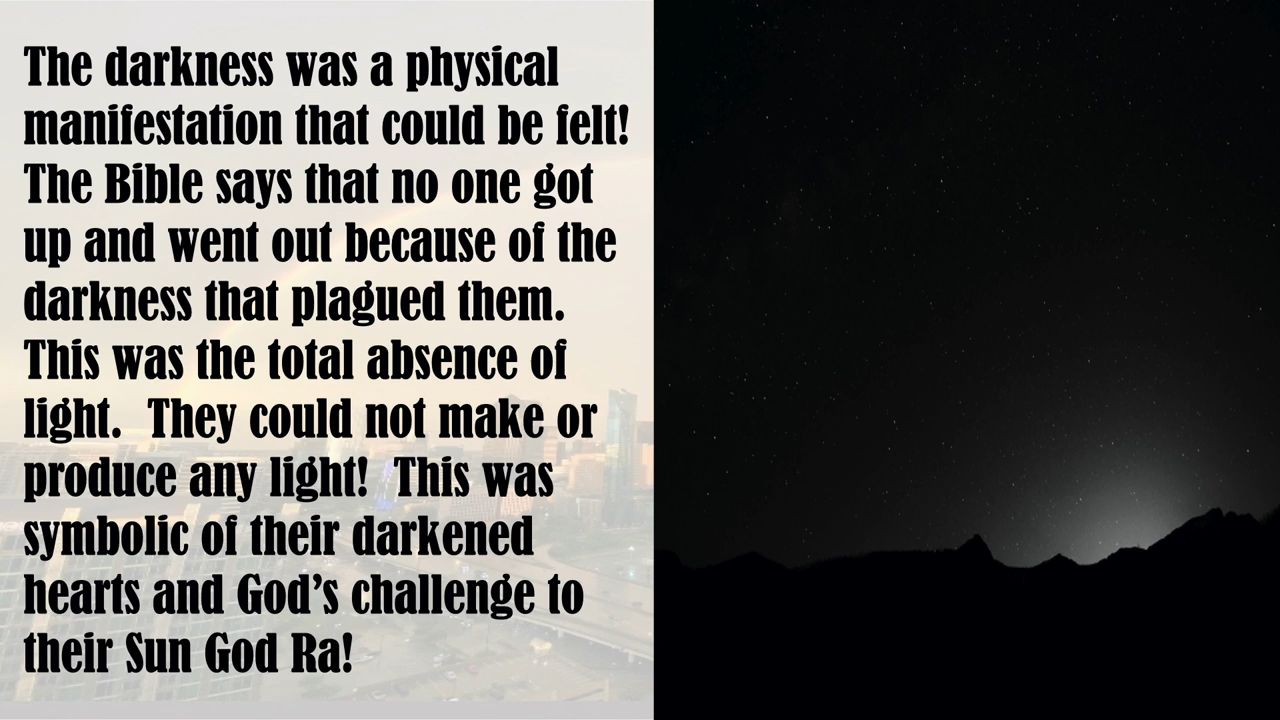 The darkness was a physical
manifestation that could be felt!
The Bible says that no one got
up and went out because of the
darkness that plagued them.
This was the total absence of
light.  They could not make or
produce any light!  This was
symbolic of their darkened
hearts and God’s challenge to
their Sun God Ra!